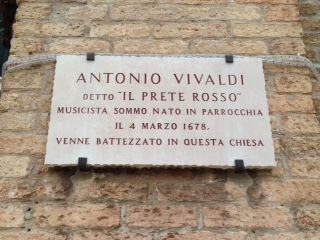 ANTONIO VIVALDI
DETTO "IL PRETE ROSSO"
MUSICISTA SOMMO NATO IN PARROCCHIA
IL 4 MARZO 1678.
VENNE BATTEZZATO IN QUESTA CHIESA